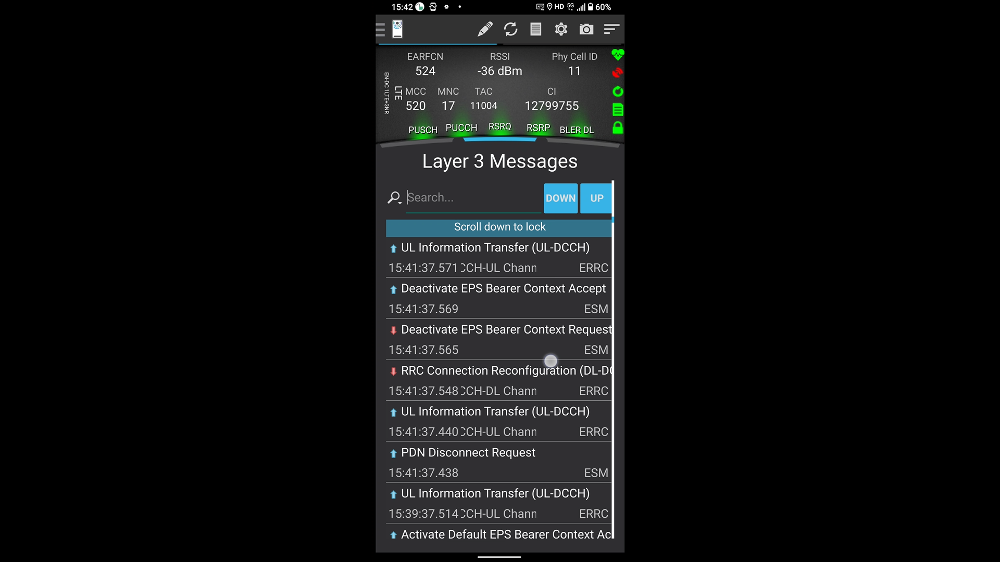 15:42 HD 5G 60%
EARFCN RSSI Phy Cell ID
524 -36 dBm 11
EN-DC 1LTE+3NR
LTE
MCC MNC TAC CI
520 17 11004 12799755
PUSCH PUCCH RSRQ RSRP BLER DL
Layer 3 Messages
Search... DOWN UP
Scroll down to lock
UL Information Transfer (UL-DCCH)
15:41:37.571 CCH-UL Chann ERRC
Deactivate EPS Bearer Context Accept
15:41:37.569 ESM
Deactivate EPS Bearer Context Request
15:41:37.565 ESM
RRC Connection Reconfiguration (DL-DC
15:41:37.548 CCH-DL Chann ERRC
UL Information Transfer (UL-DCCH)
15:41:37.440 CCH-UL Chann ERRC
PDN Disconnect Request
15:41:37.438 ESM
UL Information Transfer (UL-DCCH)
15:39:37.514 CCH-UL Chann ERRC
Activate Default EPS Bearer Context Ac